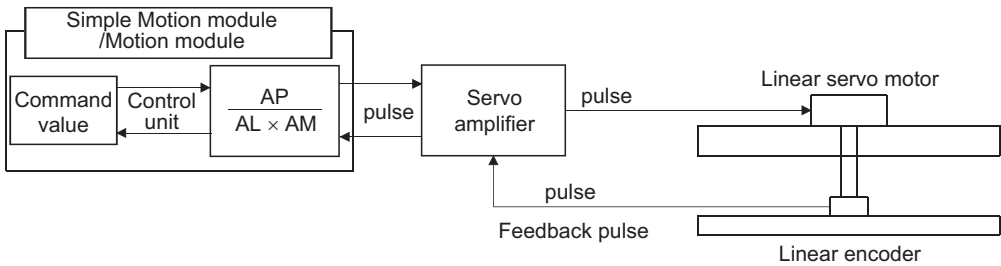 Simple Motion module
/Motion module
Command
value
Control
unit
AP
AL × AM
pulse
Servo
amplifier
pulse
Linear servo motor
pulse
Feedback pulse
Linear encoder